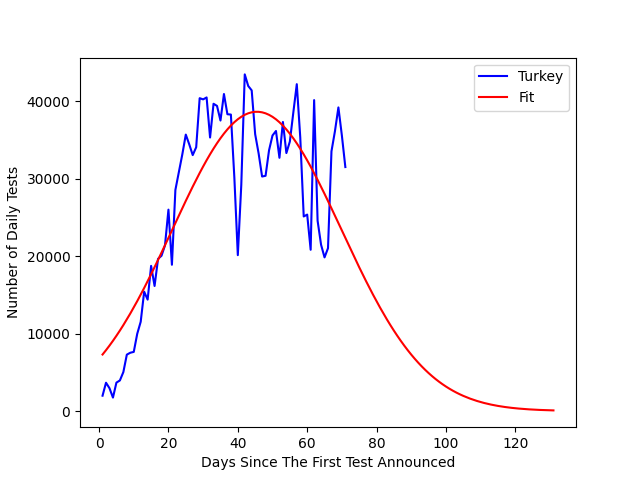 Turkey
Fit
40000
30000
20000
10000
0
Number of Daily Tests
0 20 40 60 80 100 120
Days Since The First Test Announced